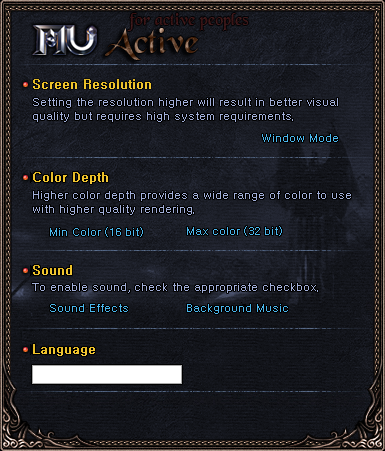 for active peoples
MU Active
Screen Resolution
Setting the resolution higher will result in better visual
quality but requires high system requirements.
Window Mode
Color Depth
Higher color depth provides a wide range of color to use
with higher quality rendering.
Min Color (16 bit) Max color (32 bit)
Sound
To enable sound, check the appropriate checkbox.
Sound Effects Background Music
Language